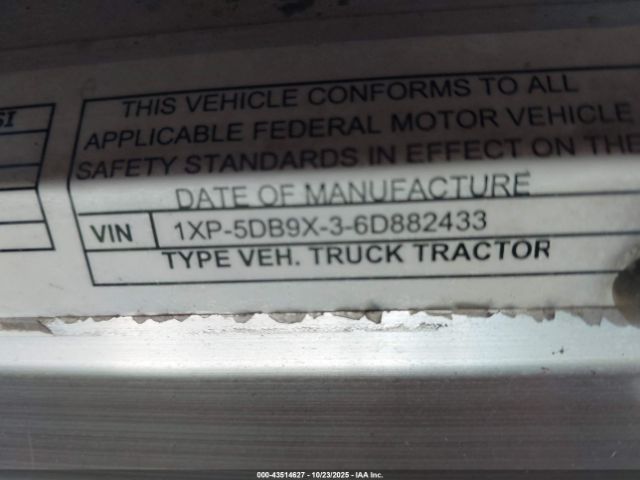 SI
THIS VEHICLE CONFORMS TO ALL
APPLICABLE FEDERAL MOTOR VEHICLE
SAFETY STANDARDS IN EFFECT ON THE
DATE OF MANUFACTURE
VIN 1XP-5DB9X-3-6D882433
TYPE VEH. TRUCK TRACTOR
000-43514627 - 10/23/2025 - IAA Inc.